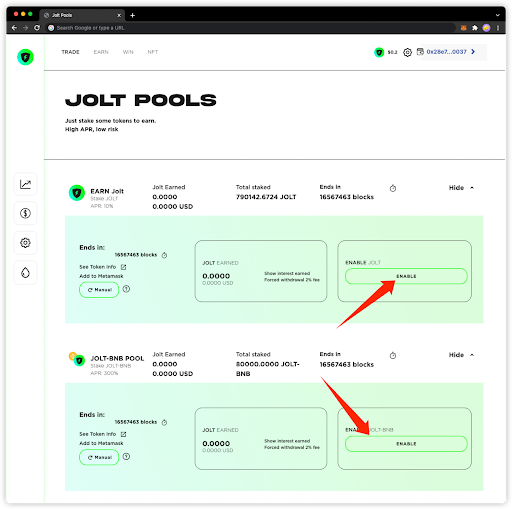 Jolt Pools
Search Google or type a URL
TRADE EARN WIN NFT
$0.2
0x28e7...0037
JOLT POOLS
Just stake some tokens to earn.
High APR, low risk
EARN Jolt
Stake JOLT
APR: 10%
Jolt Earned
0.0000
0.0000 USD
Total staked
790142.6724 JOLT
Ends in
16567463 blocks
Hide
Ends in:
16567463 blocks
See Token Info
Add to Metamask
Manual
JOLT EARNED
0.0000
0.0000 USD
Show interest earned
Forced withdrawal 2% fee
ENABLE JOLT
ENABLE
JOLT-BNB POOL
Stake JOLT-BNB
APR: 300%
Jolt Earned
0.0000
0.0000 USD
Total staked
80000.0000 JOLT-
BNB
Ends in
16567463 blocks
Hide
Ends in:
16567463 blocks
See Token Info
Add to Metamask
Manual
JOLT EARNED
0.0000
0.0000 USD
Show interest earned
Forced withdrawal 2% fee
JOLT-BNB
ENABLE